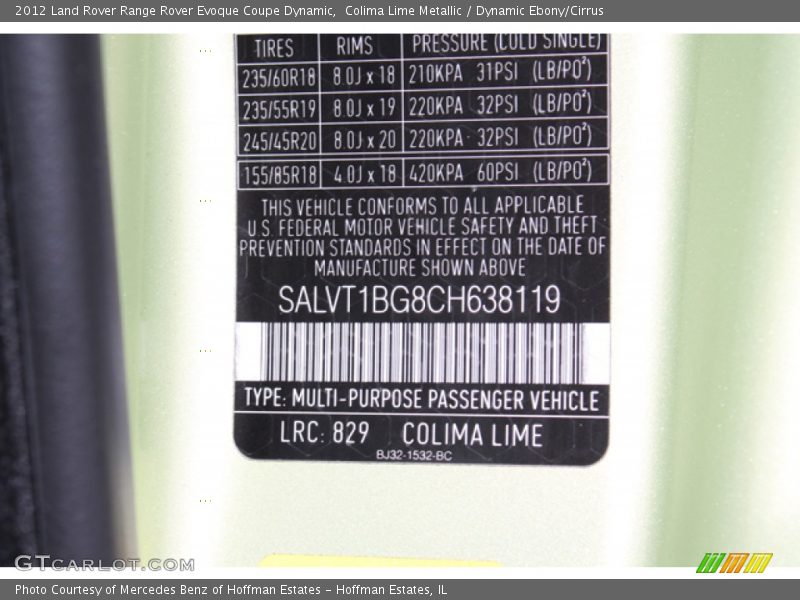 2012 Land Rover Range Rover Evoque Coupe Dynamic,  Colima Lime Metallic / Dynamic Ebony/Cirrus
TIRES RIMS PRESSURE (COLD SINGLE)
235/60R18 8.0J x 18 210KPA 31PSI (LB/PO²)
235/55R19 8.0J x 19 220KPA 32PSI (LB/PO²)
245/45R20 8.0J x 20 220KPA 32PSI (LB/PO²)
155/85R18 4.0J x 18 420KPA 60PSI (LB/PO²)
THIS VEHICLE CONFORMS TO ALL APPLICABLE
U.S. FEDERAL MOTOR VEHICLE SAFETY AND THEFT
PREVENTION STANDARDS IN EFFECT ON THE DATE OF
MANUFACTURE SHOWN ABOVE
SALVT1BG8CH638119
TYPE: MULTI-PURPOSE PASSENGER VEHICLE
LRC: 829 COLIMA LIME
BJ32-1532-BC
GTCARLOT.COM
Photo Courtesy of Mercedes Benz of Hoffman Estates - Hoffman Estates, IL